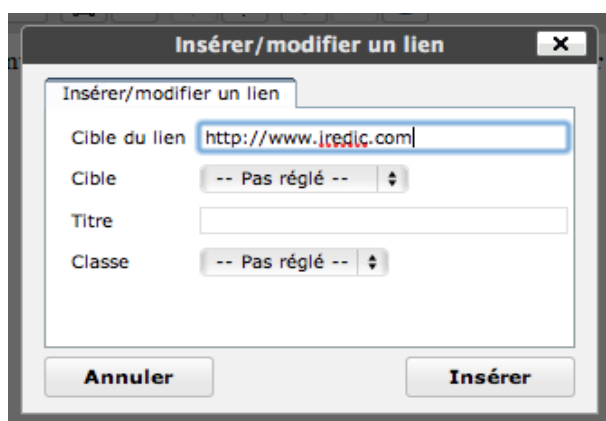 Insérer/modifier un lien
Insérer/modifier un lien
Cible du lien http://www.iredic.com
Cible -- Pas réglé --
Titre
Classe -- Pas réglé --
Annuler Insérer